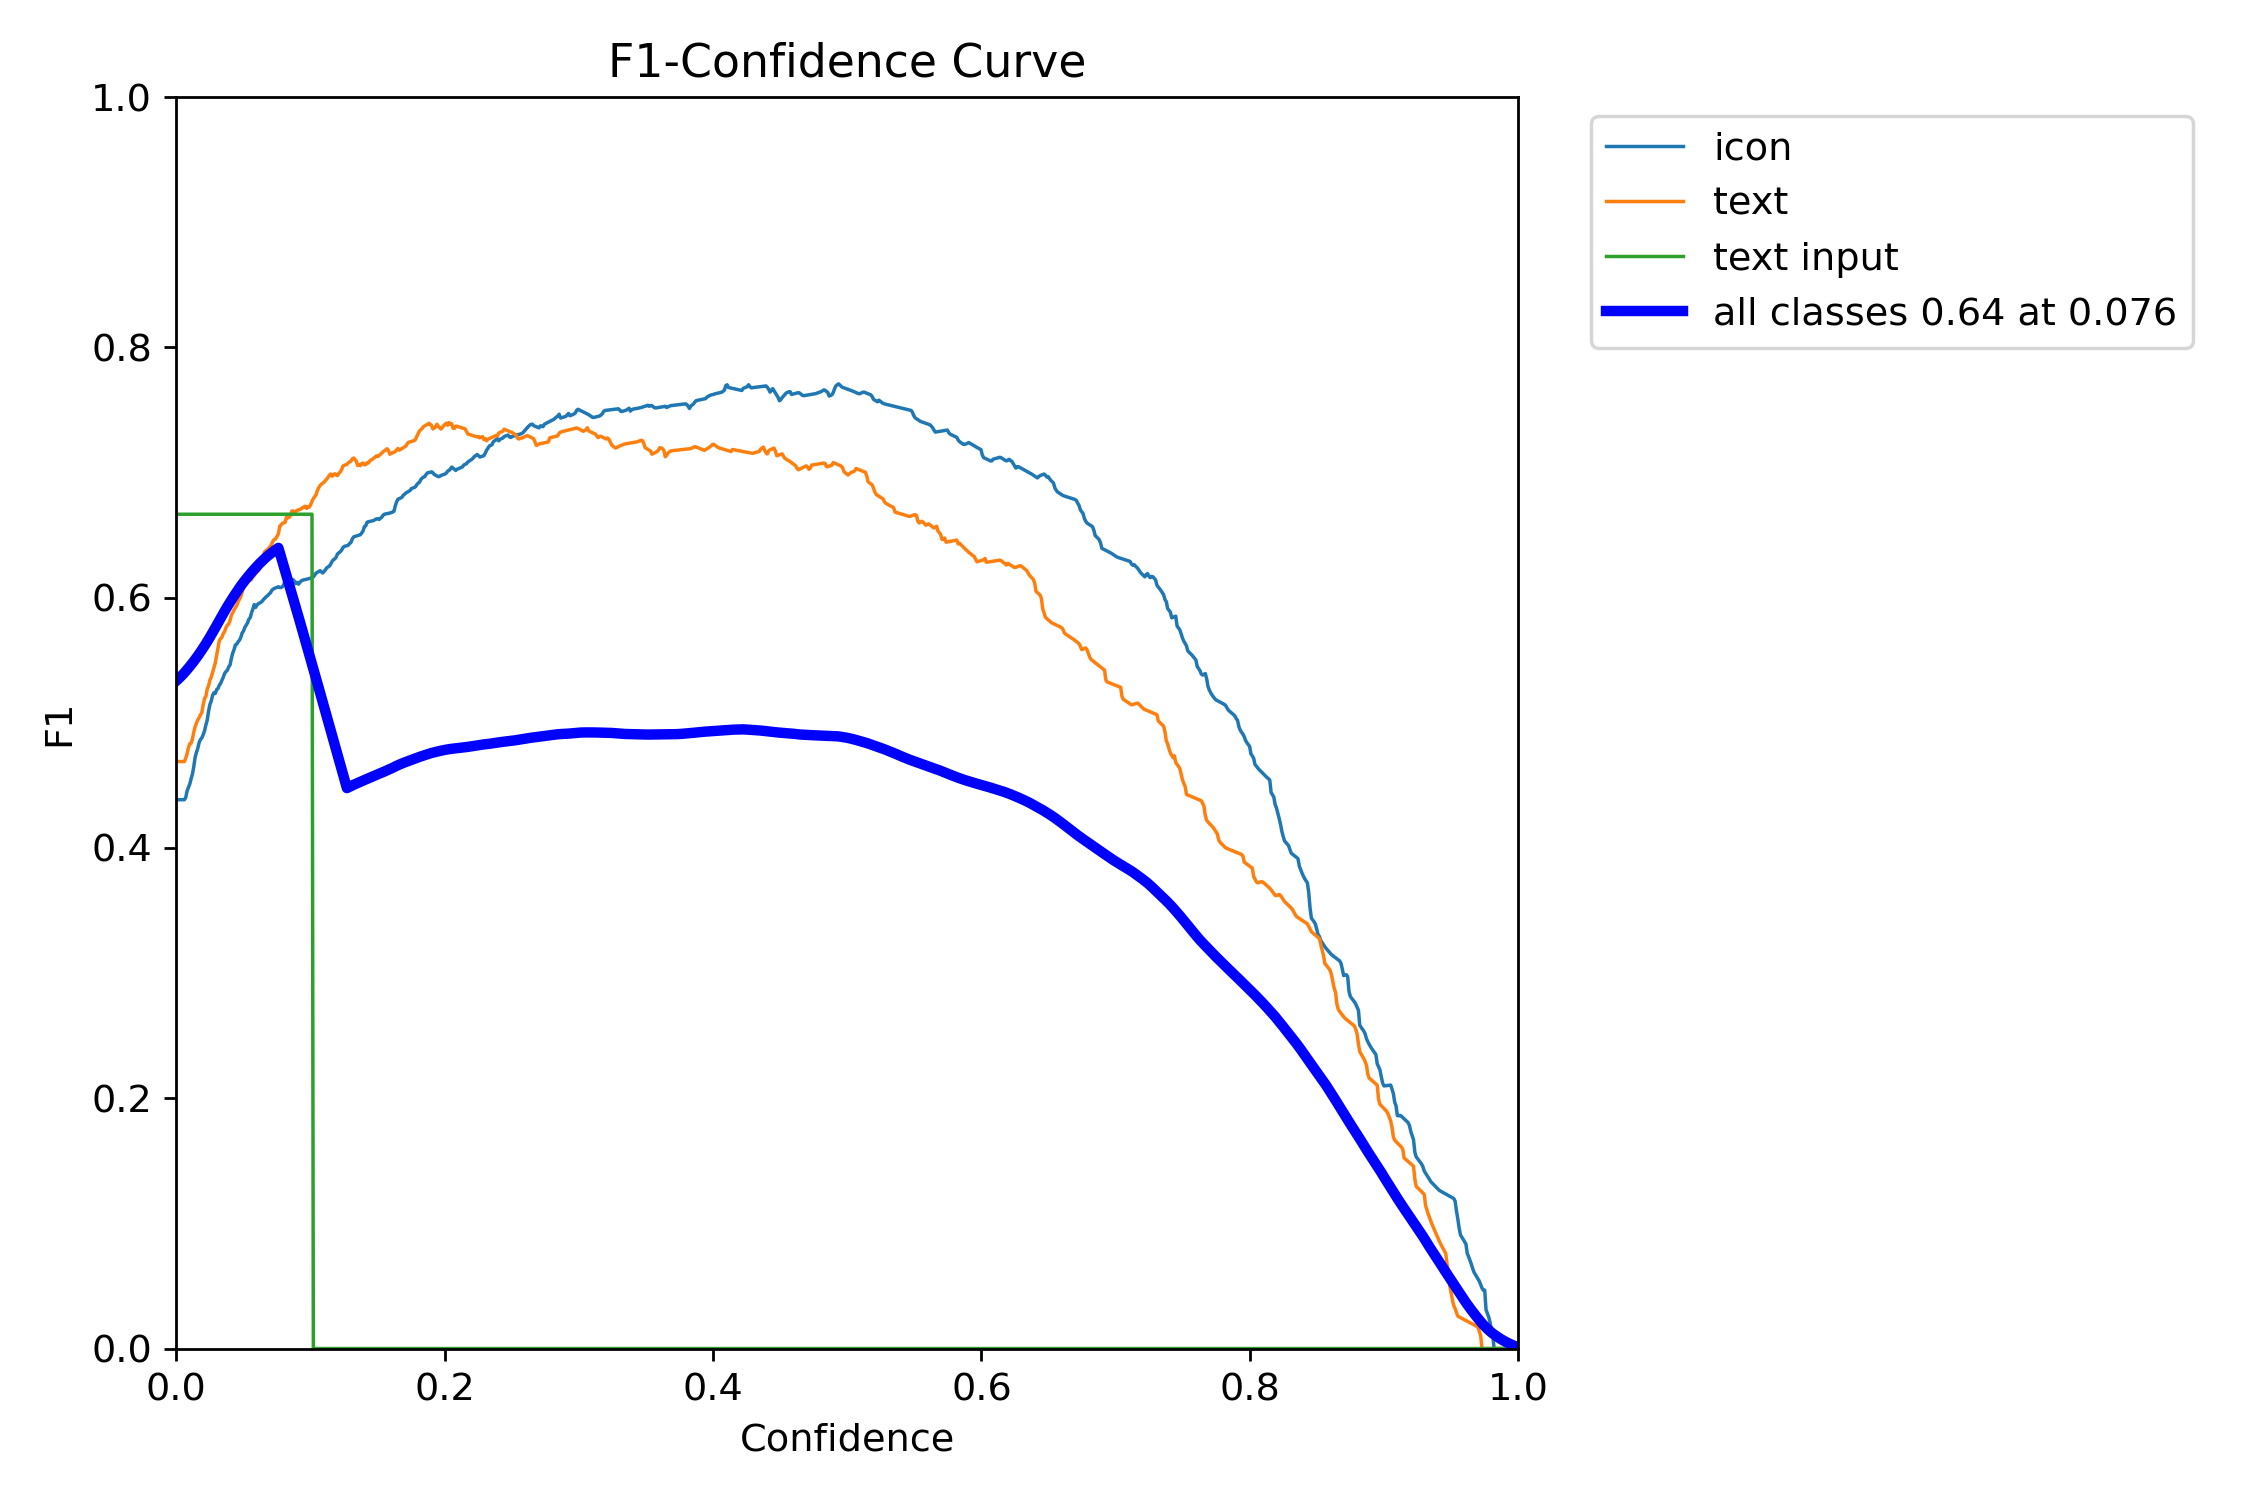 F1-Confidence Curve
1.0
0.8
0.6
0.4
0.2
0.0
F1
0.0 0.2 0.4 0.6 0.8 1.0
Confidence
icon
text
text input
all classes 0.64 at 0.076